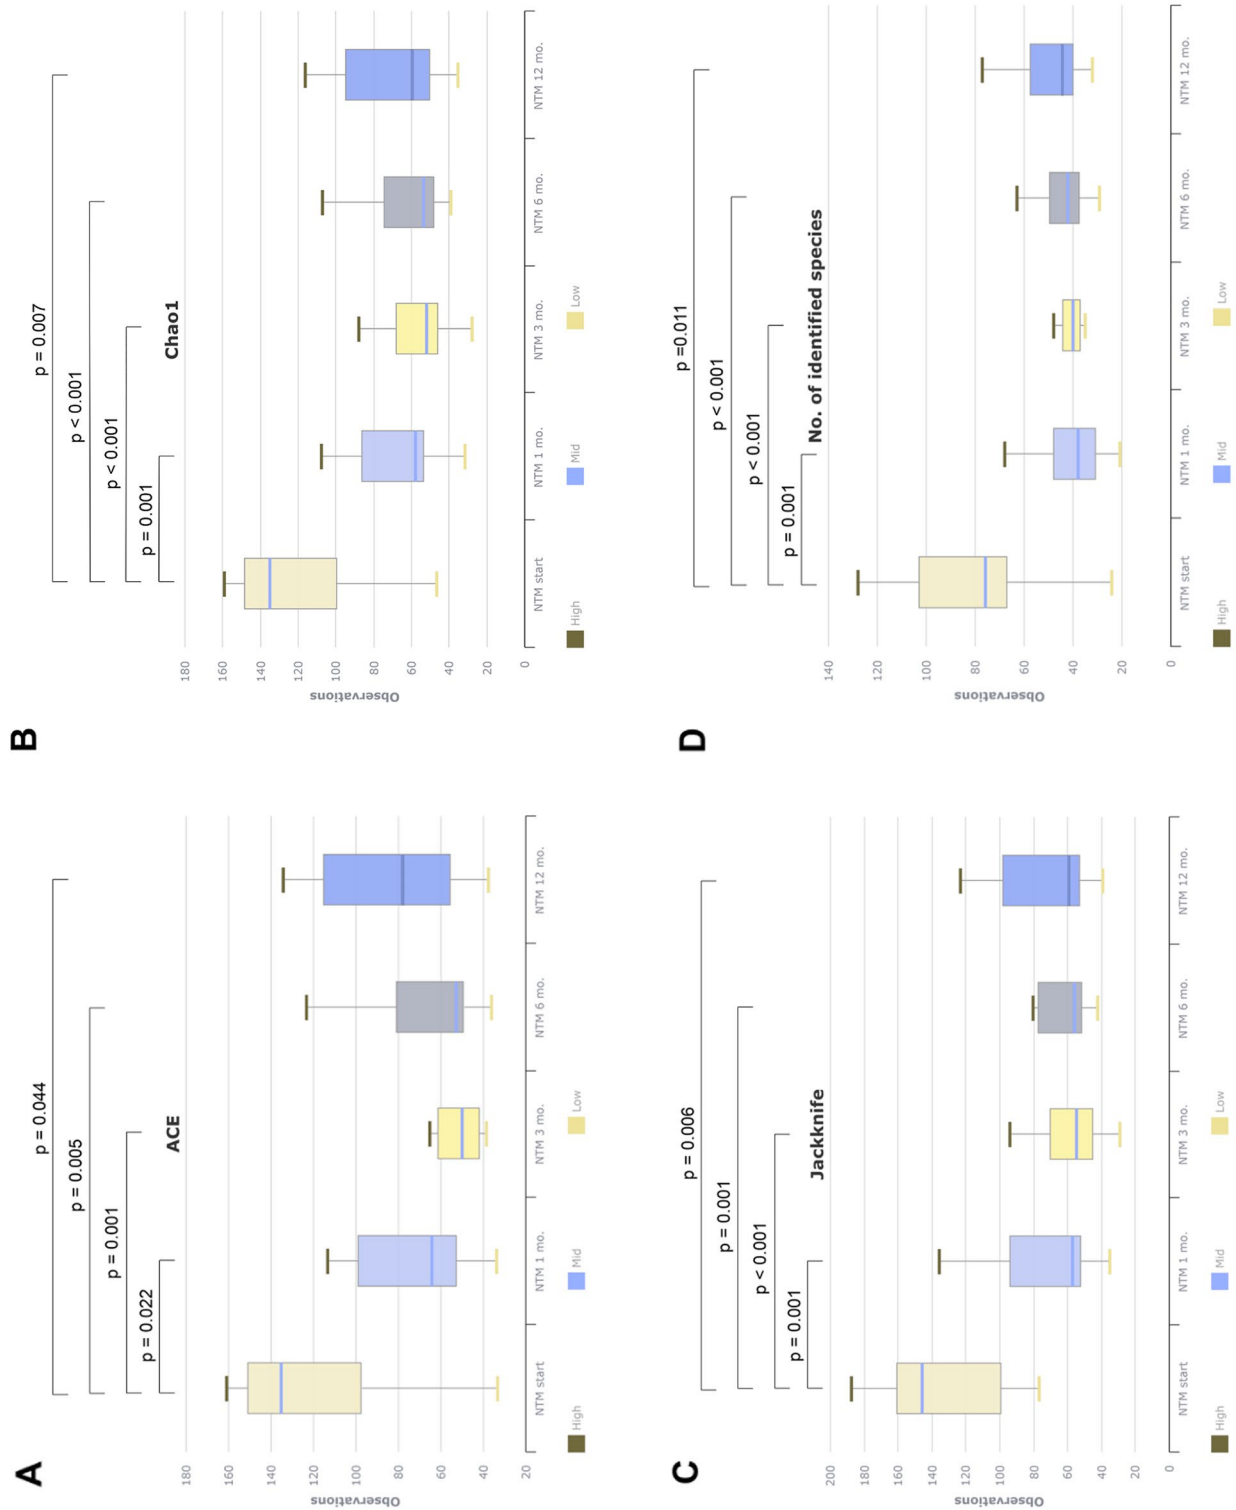 A
p = 0.044
p = 0.005
p = 0.001
p = 0.022
ACE
Observations
180
160
140
120
100
80
60
40
20
NTM start
NTM 1 mo.
NTM 3 mo.
NTM 6 mo.
NTM 12 mo.
High
Mid
Low
B
p = 0.007
p < 0.001
p < 0.001
p = 0.001
Chao1
Observations
180
160
140
120
100
80
60
40
20
0
NTM start
NTM 1 mo.
NTM 3 mo.
NTM 6 mo.
NTM 12 mo.
High
Mid
Low
C
p = 0.006
p = 0.001
p < 0.001
p = 0.001
Jackknife
Observations
200
180
160
140
120
100
80
60
40
20
0
NTM start
NTM 1 mo.
NTM 3 mo.
NTM 6 mo.
NTM 12 mo.
High
Mid
Low
D
p =0.011
p < 0.001
p < 0.001
p = 0.001
No. of identified species
Observations
140
120
100
80
60
40
20
0
NTM start
NTM 1 mo.
NTM 3 mo.
NTM 6 mo.
NTM 12 mo.
High
Mid
Low